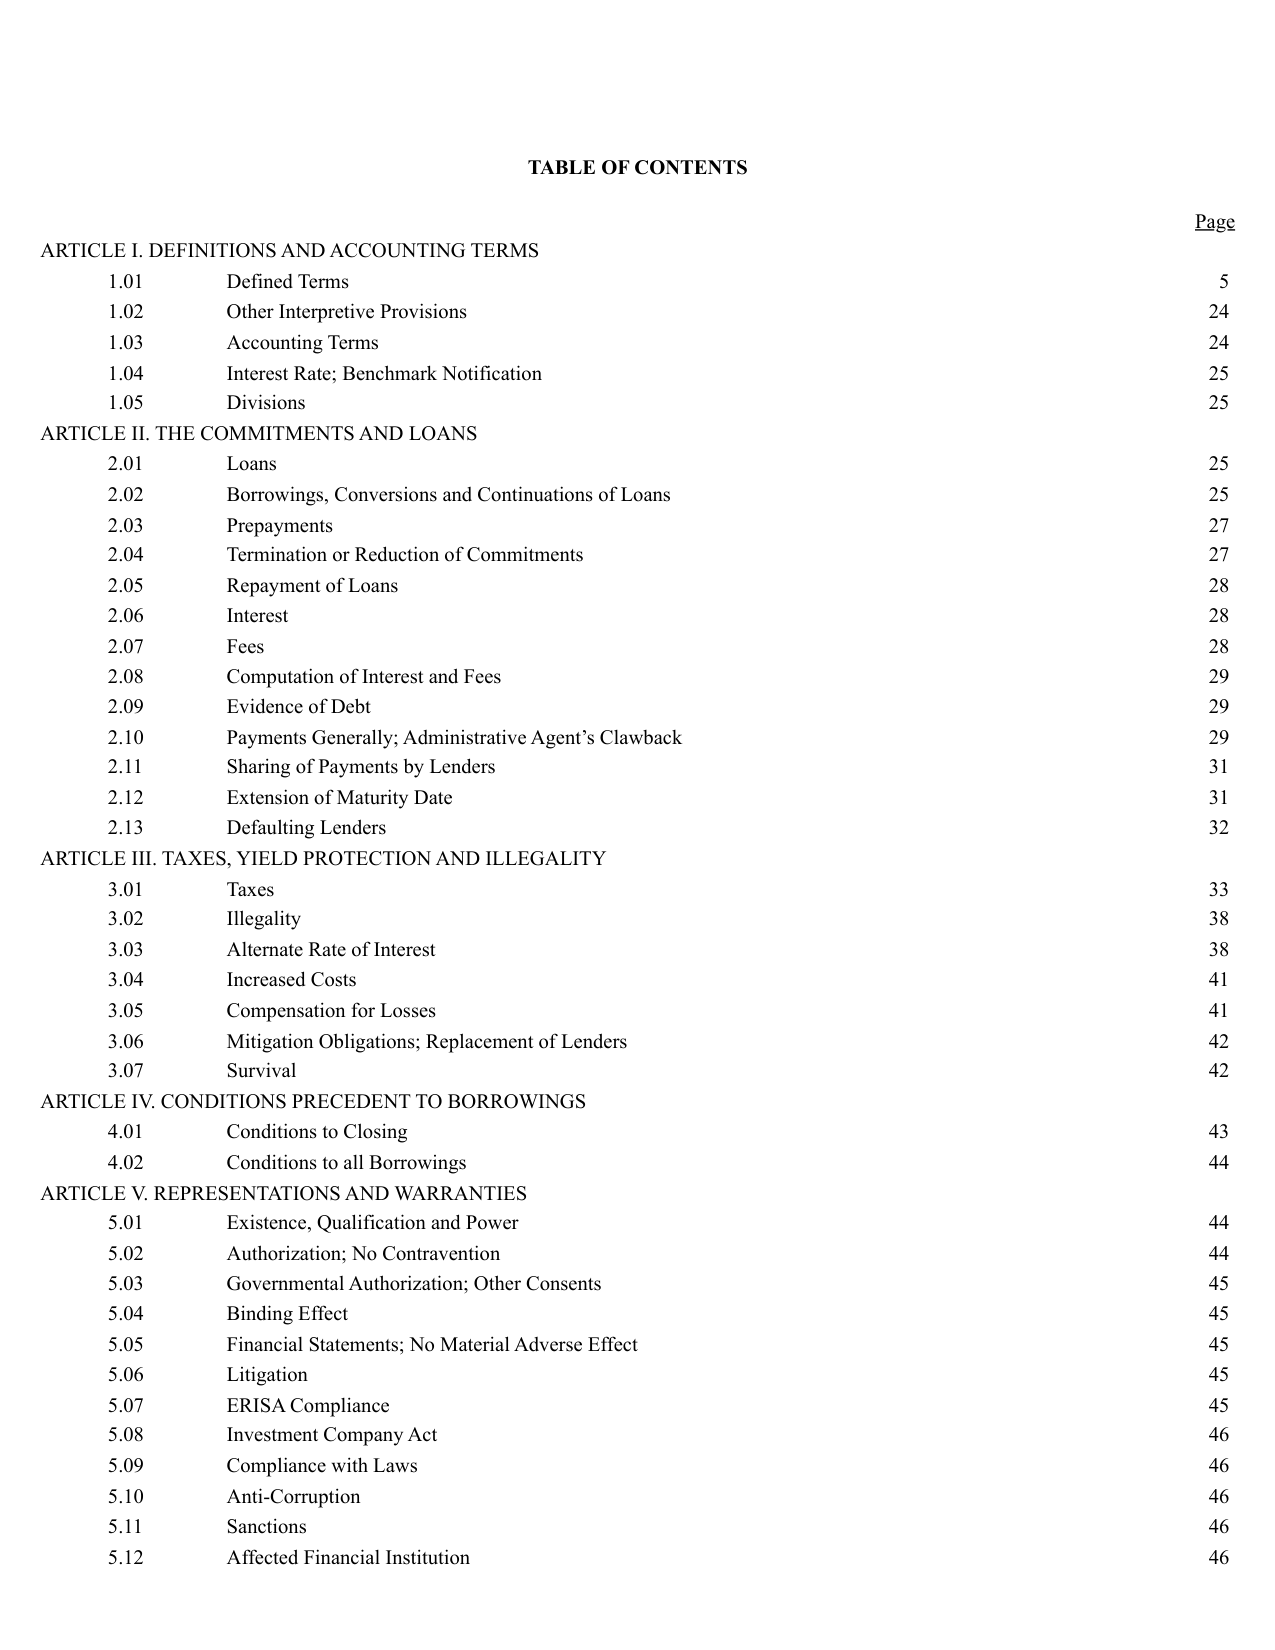 TABLE OF CONTENTS
Page
ARTICLE I. DEFINITIONS AND ACCOUNTING TERMS
1.01 Defined Terms 5
1.02 Other Interpretive Provisions 24
1.03 Accounting Terms 24
1.04 Interest Rate; Benchmark Notification 25
1.05 Divisions 25
ARTICLE II. THE COMMITMENTS AND LOANS
2.01 Loans 25
2.02 Borrowings, Conversions and Continuations of Loans 25
2.03 Prepayments 27
2.04 Termination or Reduction of Commitments 27
2.05 Repayment of Loans 28
2.06 Interest 28
2.07 Fees 28
2.08 Computation of Interest and Fees 29
2.09 Evidence of Debt 29
2.10 Payments Generally; Administrative Agent’s Clawback 29
2.11 Sharing of Payments by Lenders 31
2.12 Extension of Maturity Date 31
2.13 Defaulting Lenders 32
ARTICLE III. TAXES, YIELD PROTECTION AND ILLEGALITY
3.01 Taxes 33
3.02 Illegality 38
3.03 Alternate Rate of Interest 38
3.04 Increased Costs 41
3.05 Compensation for Losses 41
3.06 Mitigation Obligations; Replacement of Lenders 42
3.07 Survival 42
ARTICLE IV. CONDITIONS PRECEDENT TO BORROWINGS
4.01 Conditions to Closing 43
4.02 Conditions to all Borrowings 44
ARTICLE V. REPRESENTATIONS AND WARRANTIES
5.01 Existence, Qualification and Power 44
5.02 Authorization; No Contravention 44
5.03 Governmental Authorization; Other Consents 45
5.04 Binding Effect 45
5.05 Financial Statements; No Material Adverse Effect 45
5.06 Litigation 45
5.07 ERISA Compliance 45
5.08 Investment Company Act 46
5.09 Compliance with Laws 46
5.10 Anti-Corruption 46
5.11 Sanctions 46
5.12 Affected Financial Institution 46